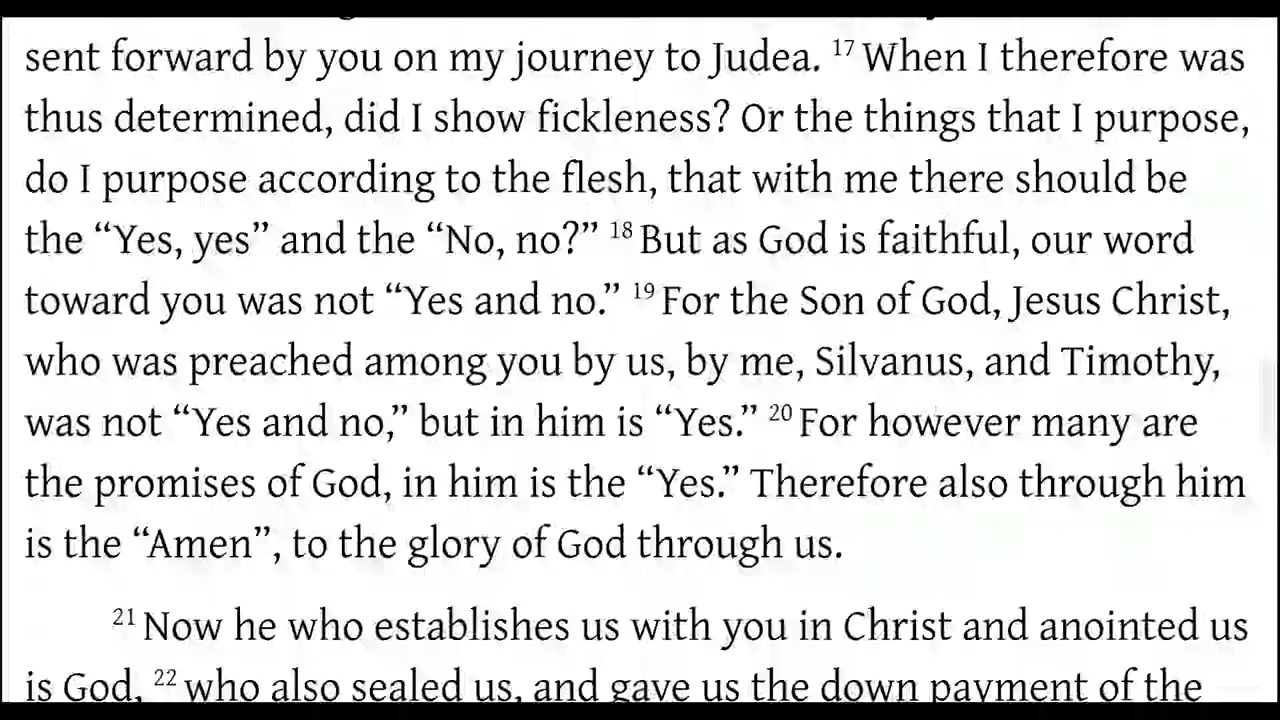 sent forward by you on my journey to Judea. 17 When I therefore was
thus determined, did I show fickleness? Or the things that I purpose,
do I purpose according to the flesh, that with me there should be
the “Yes, yes” and the “No, no?” 18 But as God is faithful, our word
toward you was not “Yes and no.” 19 For the Son of God, Jesus Christ,
who was preached among you by us, by me, Silvanus, and Timothy,
was not “Yes and no,” but in him is “Yes.” 20 For however many are
the promises of God, in him is the “Yes.” Therefore also through him
is the “Amen”, to the glory of God through us.
21 Now he who establishes us with you in Christ and anointed us
is God, 22 who also sealed us, and gave us the down payment of the